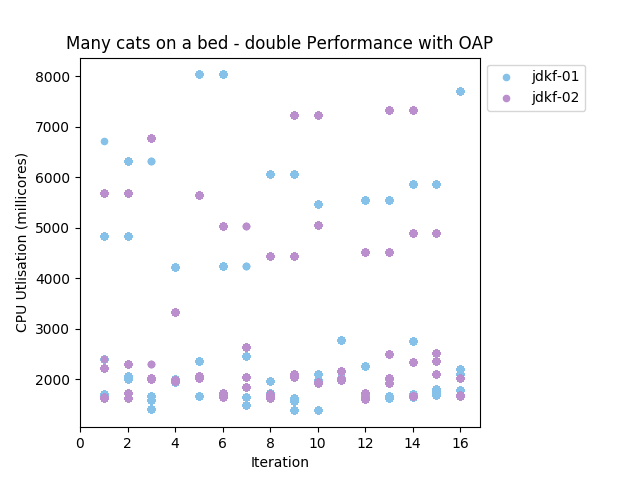 Many cats on a bed - double Performance with OAP
jdkf-01
jdkf-02
CPU Utlisation (millicores)
8000
7000
6000
5000
4000
3000
2000
0 2 4 6 8 10 12 14 16
Iteration